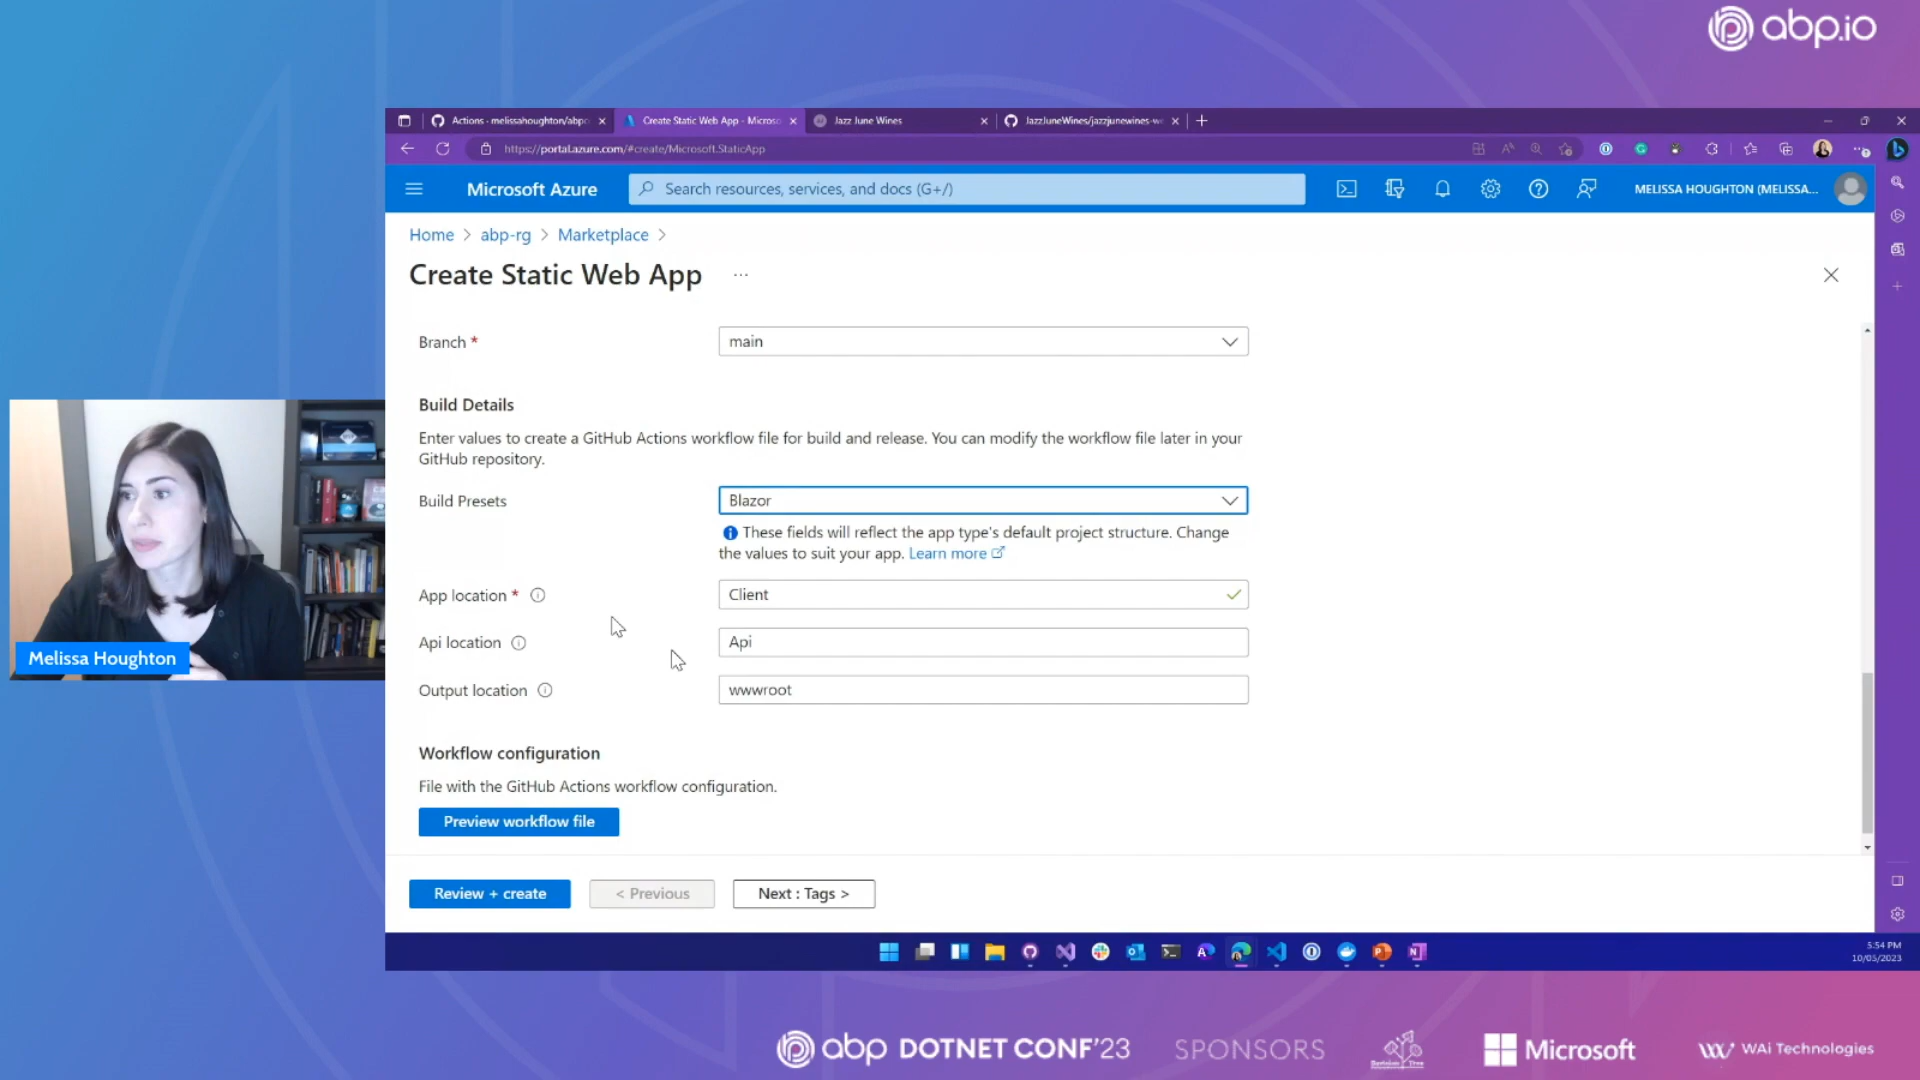 abp.io
Actions · melissahoughton/abpc
Create Static Web App - Microso
Jazz June Wines
JazzJuneWines/jazzjunewines-w
https://portal.azure.com/#create/Microsoft.StaticApp
Microsoft Azure
Search resources, services, and docs (G+/)
MELISSA HOUGHTON (MELISSA...
Home > abp-rg > Marketplace >
Create Static Web App
...
Branch *
main
Build Details
Enter values to create a GitHub Actions workflow file for build and release. You can modify the workflow file later in your
GitHub repository.
Build Presets
Blazor
These fields will reflect the app type's default project structure. Change
the values to suit your app. Learn more
App location *
Client
Api location
Api
Output location
wwwroot
Melissa Houghton
Workflow configuration
File with the GitHub Actions workflow configuration.
Preview workflow file
Review + create
< Previous
Next : Tags >
5:54 PM
10/05/2023
abp DOTNET CONF'23
SPONSORS
Microsoft
WAi Technologies